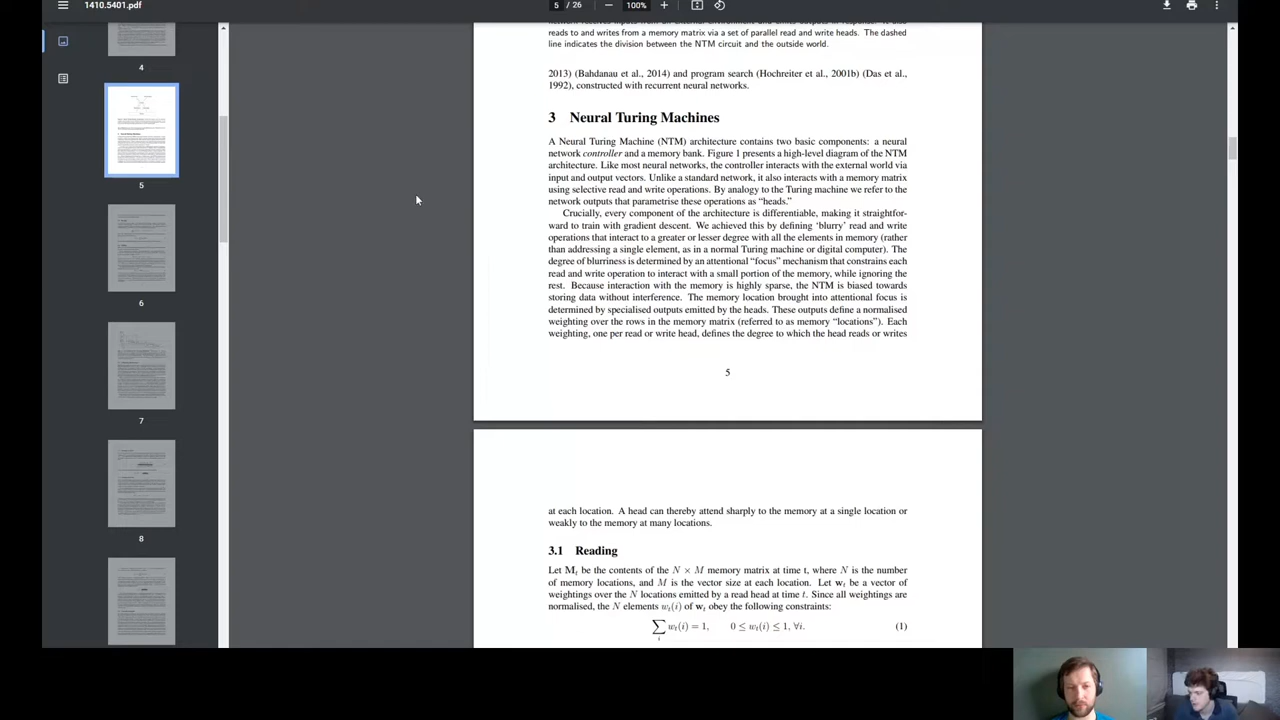 1410.5401.pdf
5 / 26
100%
reads to and writes from a memory matrix via a set of parallel read and write heads. The dashed
line indicates the division between the NTM circuit and the outside world.
2013) (Bahdanau et al., 2014) and program search (Hochreiter et al., 2001b) (Das et al.,
1992), constructed with recurrent neural networks.
3 Neural Turing Machines
A Neural Turing Machine (NTM) architecture contains two basic components: a neural
network controller and a memory bank. Figure 1 presents a high-level diagram of the NTM
architecture. Like most neural networks, the controller interacts with the external world via
input and output vectors. Unlike a standard network, it also interacts with a memory matrix
using selective read and write operations. By analogy to the Turing machine we refer to the
network outputs that parametrise these operations as “heads.”
Crucially, every component of the architecture is differentiable, making it straightfor-
ward to train with gradient descent. We achieved this by defining ‘blurry’ read and write
operations that interact to a greater or lesser degree with all the elements in memory (rather
than addressing a single element, as in a normal Turing machine or digital computer). The
degree of blurriness is determined by an attentional “focus” mechanism that constrains each
read and write operation to interact with a small portion of the memory, while ignoring the
rest. Because interaction with the memory is highly sparse, the NTM is biased towards
storing data without interference. The memory location brought into attentional focus is
determined by specialised outputs emitted by the heads. These outputs define a normalised
weighting over the rows in the memory matrix (referred to as memory “locations”). Each
weighting, one per read or write head, defines the degree to which the head reads or writes
5
at each location. A head can thereby attend sharply to the memory at a single location or
weakly to the memory at many locations.
3.1 Reading
Let Mt be the contents of the N × M memory matrix at time t, where N is the number
of memory locations, and M is the vector size at each location. Let wt be a vector of
weightings over the N locations emitted by a read head at time t. Since all weightings are
normalised, the N elements wt(i) of wt obey the following constraints:
∑i wt(i) = 1, 0 ≤ wt(i) ≤ 1, ∀i. (1)
4
5
6
7
8